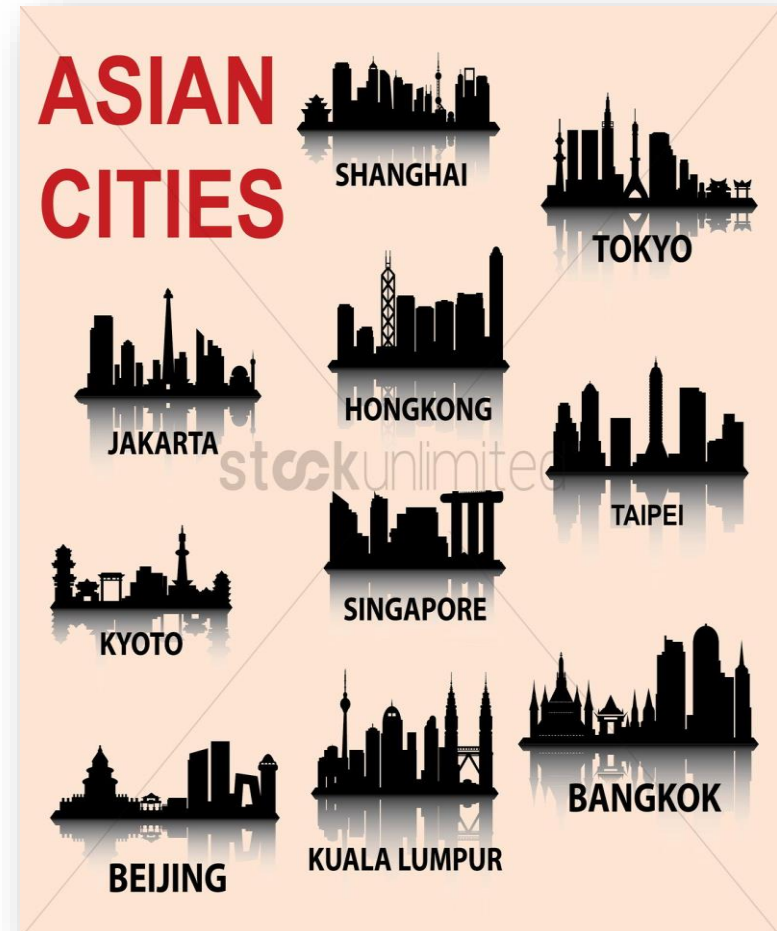 ASIAN
CITIES
SHANGHAI
TOKYO
HONGKONG
JAKARTA
stockunlimited
TAIPEI
SINGAPORE
KYOTO
BANGKOK
KUALA LUMPUR
BEIJING